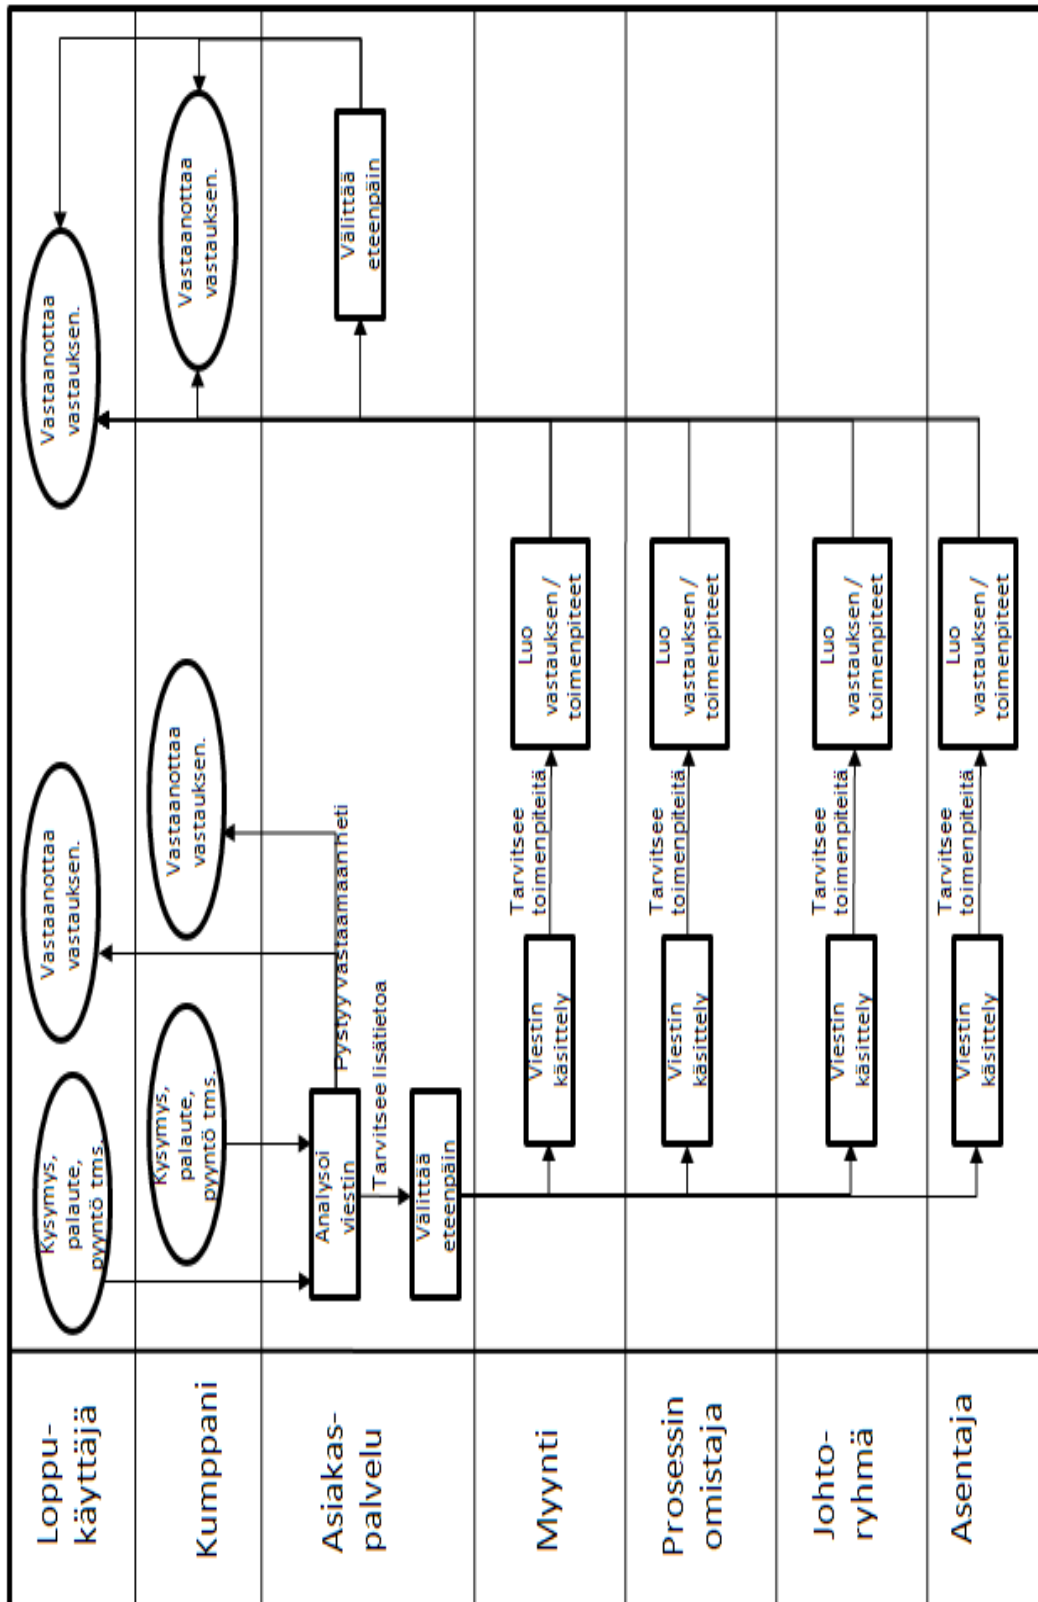 Loppu-
käyttäjä
Kysymys,
palaute,
pyyntö tms.
Vastaanottaa
vastauksen.
Vastaanottaa
vastauksen.
Kumppani
Kysymys,
palaute,
pyyntö tms.
Vastaanottaa
vastauksen.
Vastaanottaa
vastauksen.
Asiakas-
palvelu
Analysoi
viestin
Pystyy vastaamaan heti
Tarvitsee lisätietoa
Välittää
eteenpäin
Välittää
eteenpäin
Myynti
Viestin
käsittely
Tarvitsee
toimenpiteitä
Luo
vastauksen /
toimenpiteet
Prosessin
omistaja
Viestin
käsittely
Tarvitsee
toimenpiteitä
Luo
vastauksen /
toimenpiteet
Johto-
ryhmä
Viestin
käsittely
Tarvitsee
toimenpiteitä
Luo
vastauksen /
toimenpiteet
Asentaja
Viestin
käsittely
Tarvitsee
toimenpiteitä
Luo
vastauksen /
toimenpiteet